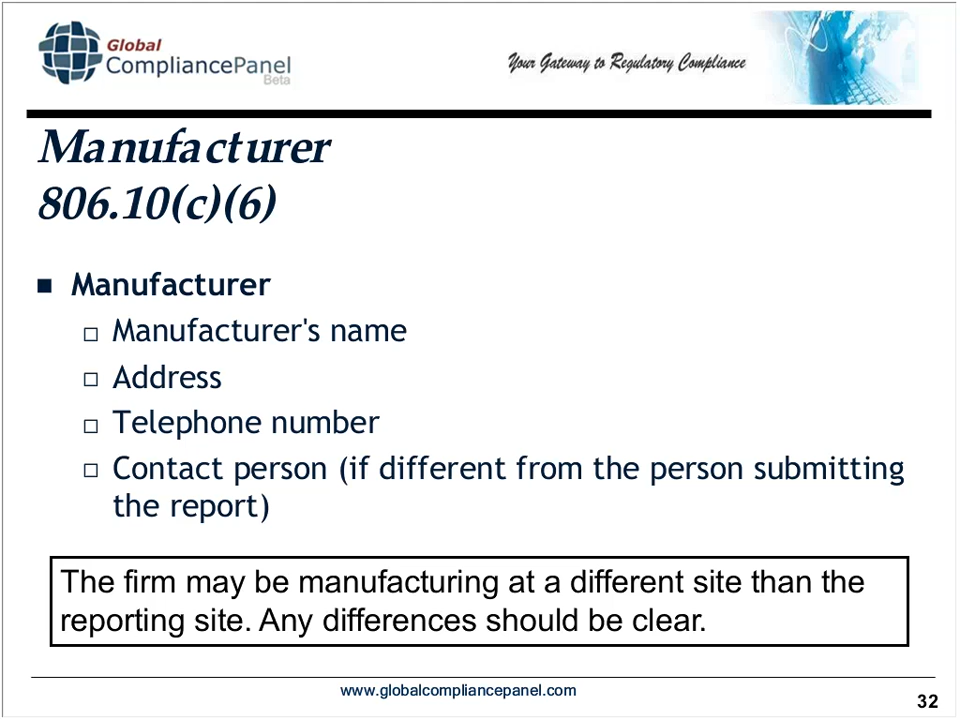 Global
CompliancePanel
Beta
Your Gateway to Regulatory Compliance
Manufacturer
806.10(c)(6)
Manufacturer
Manufacturer's name
Address
Telephone number
Contact person (if different from the person submitting
the report)
The firm may be manufacturing at a different site than the
reporting site. Any differences should be clear.
www.globalcompliancepanel.com
32